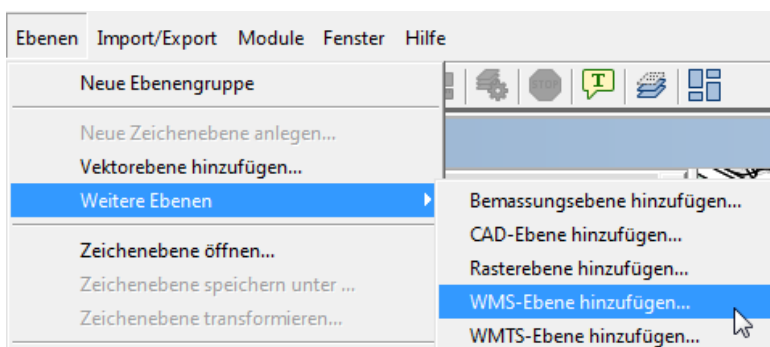 Ebenen Import/Export Module Fenster Hilfe
Neue Ebenengruppe
STOP T
Neue Zeichenebene anlegen...
Vektorebene hinzufügen...
Weitere Ebenen
Bemassungsebene hinzufügen...
CAD-Ebene hinzufügen...
Zeichenebene öffnen...
Rasterebene hinzufügen...
Zeichenebene speichern unter ...
WMS-Ebene hinzufügen...
Zeichenebene transformieren...
WMTS-Ebene hinzufügen...